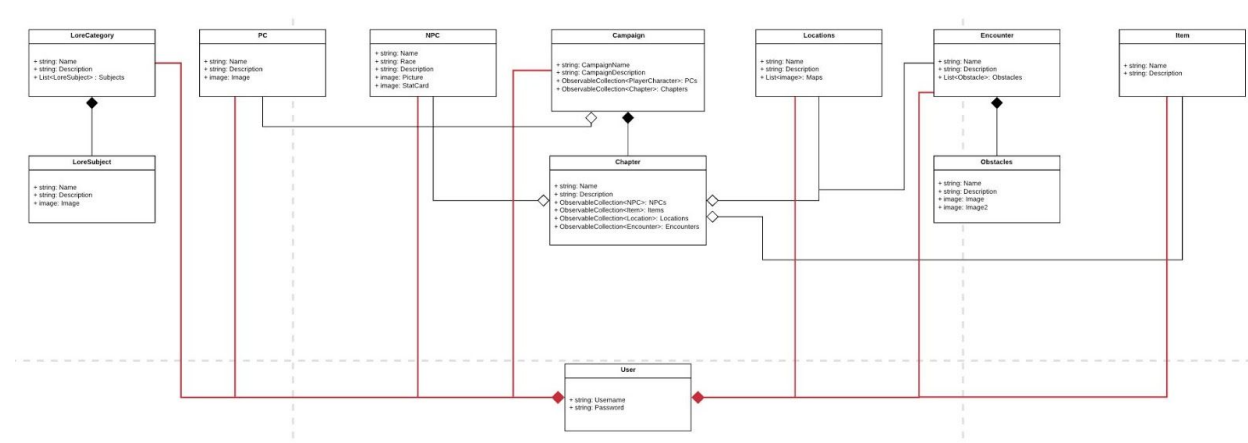 LoreCategory
+ string: Name
+ string: Description
+ List<LoreSubject> : Subjects
PC
+ string: Name
+ string: Description
+ image: Image
NPC
+ string: Name
+ string: Race
+ string: Description
+ image: Picture
+ image: StatCard
Campaign
+ string: CampaignName
+ string: CampaignDescription
+ ObservableCollection<PlayerCharacter>: PCs
+ ObservableCollection<Chapter>: Chapters
Locations
+ string: Name
+ string: Description
+ List<image>: Maps
Encounter
+ string: Name
+ string: Description
+ List<Obstacle>: Obstacles
Item
+ string: Name
+ string: Description
LoreSubject
+ string: Name
+ string: Description
+ image: Image
Chapter
+ string: Name
+ string: Description
+ ObservableCollection<NPC>: NPCs
+ ObservableCollection<Item>: Items
+ ObservableCollection<Location>: Locations
+ ObservableCollection<Encounter>: Encounters
Obstacles
+ string: Name
+ string: Description
+ image: Image
+ image: Image2
User
+ string: Username
+ string: Password